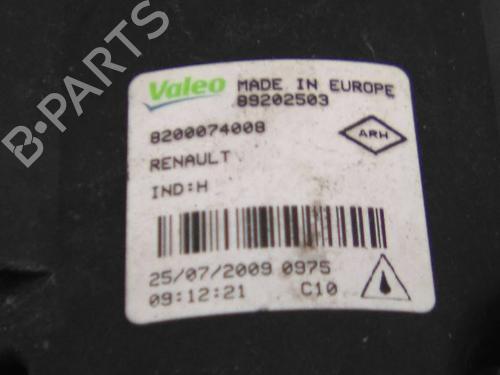 B-PARTS
Valeo MADE IN EUROPE
89202503
8200074008
ARH
RENAULT
IND:H
25/07/2009 0975
09:12:21 C10